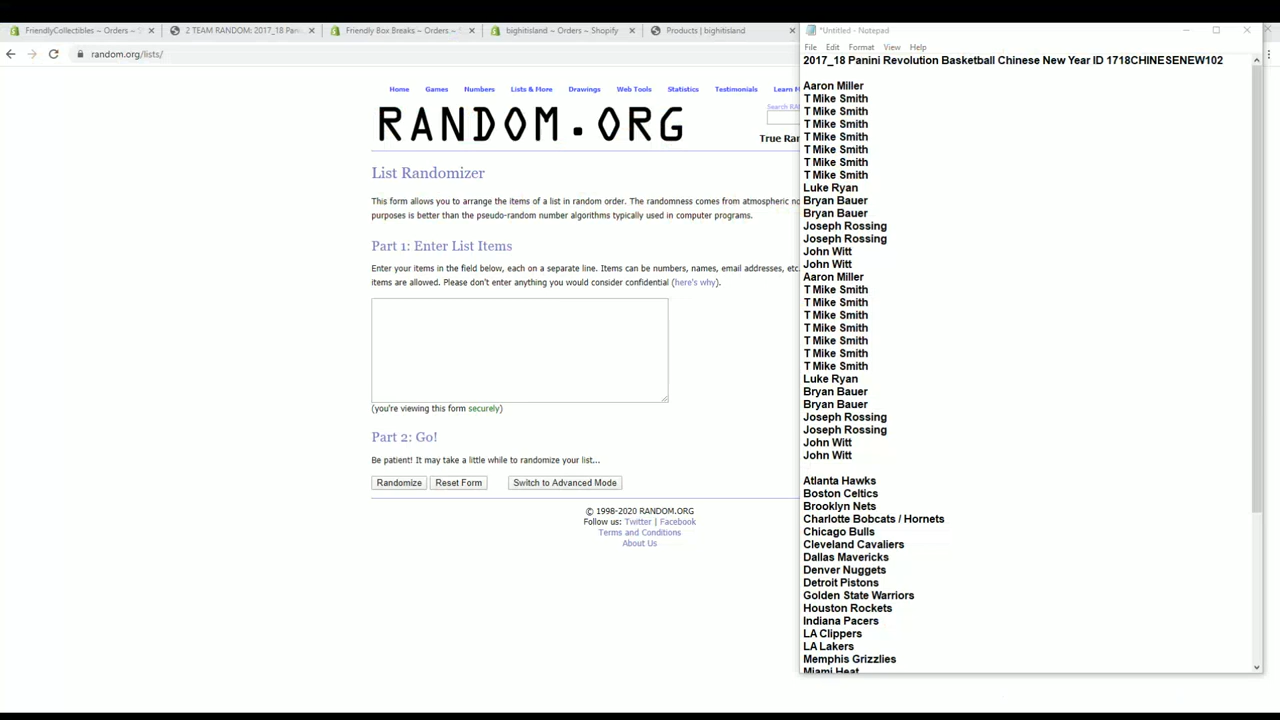 FriendlyCollectibles ~ Orders ~ S
2 TEAM RANDOM: 2017_18 Pani
Friendly Box Breaks ~ Orders ~
bighitisland ~ Orders ~ Shopify
Products | bighitisland
random.org/lists/
Home
Games
Numbers
Lists & More
Drawings
Web Tools
Statistics
Testimonials
Learn M
Search RA
RANDOM.ORG
True Ran
List Randomizer
This form allows you to arrange the items of a list in random order. The randomness comes from atmospheric no
purposes is better than the pseudo-random number algorithms typically used in computer programs.
Part 1: Enter List Items
Enter your items in the field below, each on a separate line. Items can be numbers, names, email addresses, etc.
items are allowed. Please don't enter anything you would consider confidential (here's why).
(you're viewing this form securely)
Part 2: Go!
Be patient! It may take a little while to randomize your list...
Randomize
Reset Form
Switch to Advanced Mode
© 1998-2020 RANDOM.ORG
Follow us: Twitter | Facebook
Terms and Conditions
About Us
*Untitled - Notepad
File Edit Format View Help
2017_18 Panini Revolution Basketball Chinese New Year ID 1718CHINESENEW102
Aaron Miller
T Mike Smith
T Mike Smith
T Mike Smith
T Mike Smith
T Mike Smith
T Mike Smith
T Mike Smith
Luke Ryan
Bryan Bauer
Bryan Bauer
Joseph Rossing
Joseph Rossing
John Witt
John Witt
Aaron Miller
T Mike Smith
T Mike Smith
T Mike Smith
T Mike Smith
T Mike Smith
T Mike Smith
T Mike Smith
Luke Ryan
Bryan Bauer
Bryan Bauer
Joseph Rossing
Joseph Rossing
John Witt
John Witt
Atlanta Hawks
Boston Celtics
Brooklyn Nets
Charlotte Bobcats / Hornets
Chicago Bulls
Cleveland Cavaliers
Dallas Mavericks
Denver Nuggets
Detroit Pistons
Golden State Warriors
Houston Rockets
Indiana Pacers
LA Clippers
LA Lakers
Memphis Grizzlies
Miami Heat